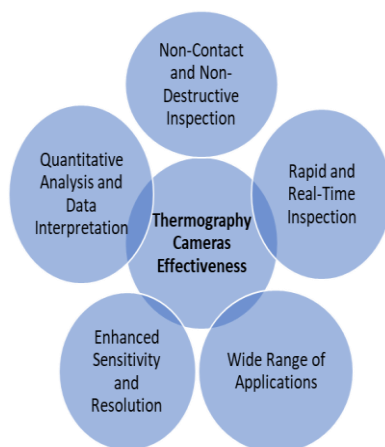 Non-Contact
and Non-
Destructive
Inspection
Quantitative
Analysis and
Data
Interpretation
Rapid and
Real-Time
Inspection
Thermography
Cameras
Effectiveness
Enhanced
Sensitivity
and
Resolution
Wide Range of
Applications